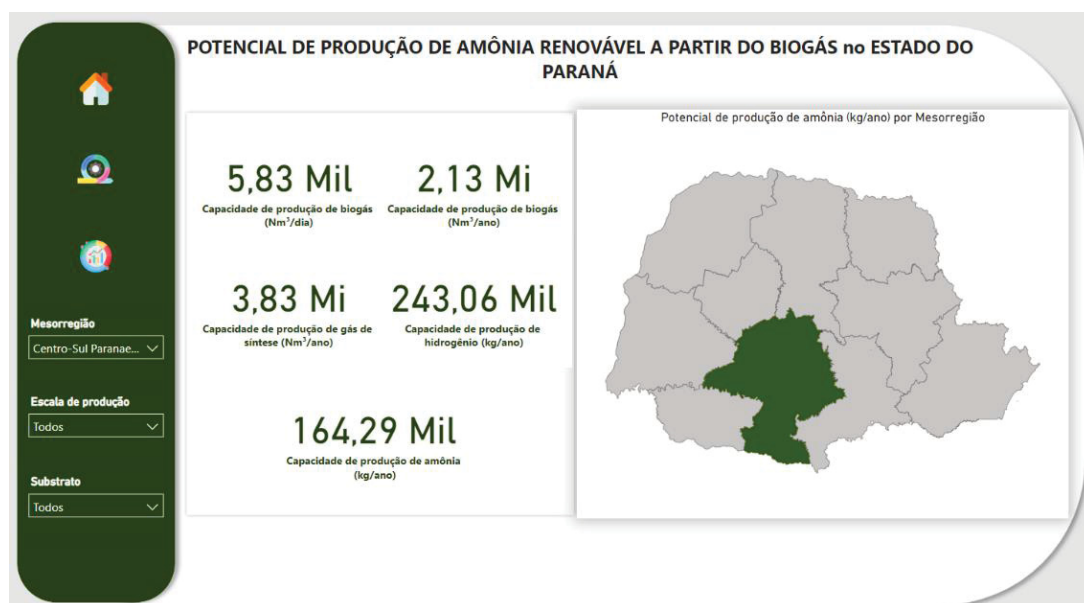 POTENCIAL DE PRODUÇÃO DE AMÔNIA RENOVÁVEL A PARTIR DO BIOGÁS no ESTADO DO
PARANÁ
Mesorregião
Centro-Sul Paranae...
Escala de produção
Todos
Substrato
Todos
5,83 Mil
Capacidade de produção de biogás
(Nm³/dia)
2,13 Mi
Capacidade de produção de biogás
(Nm³/ano)
3,83 Mi
Capacidade de produção de gás de
síntese (Nm³/ano)
243,06 Mil
Capacidade de produção de
hidrogênio (kg/ano)
164,29 Mil
Capacidade de produção de amônia
(kg/ano)
Potencial de produção de amônia (kg/ano) por Mesorregião